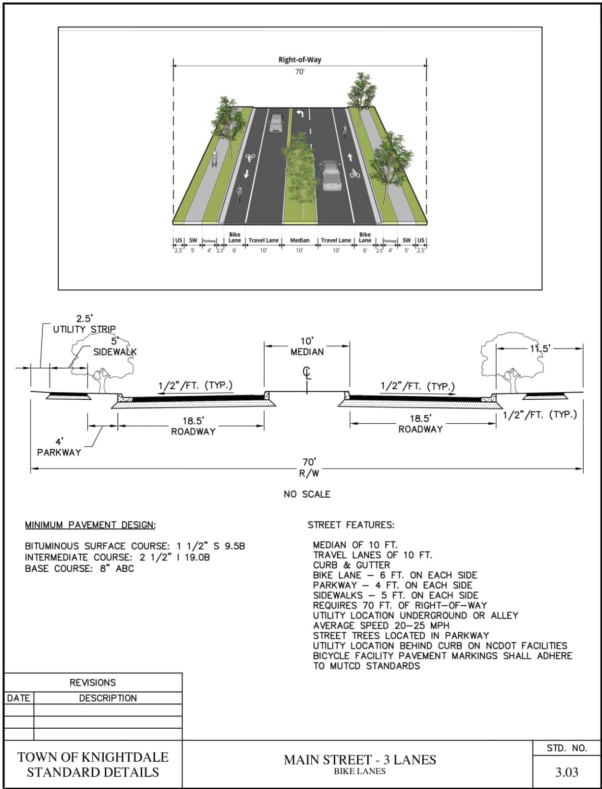 Right-of-Way
70'
US SW Parkway Bike Lane Travel Lane Median Travel Lane Bike Lane Parkway SW US
2.5' 5' 4' 2.5' 6' 10' 10' 10' 6' 2.5' 4' 5' 2.5'
2.5'
UTILITY STRIP
5'
SIDEWALK
10'
MEDIAN
11.5'
1/2"/FT. (TYP.)
1/2"/FT. (TYP.)
1/2"/FT. (TYP.)
18.5'
ROADWAY
18.5'
ROADWAY
4'
PARKWAY
70'
R/W
NO SCALE
MINIMUM PAVEMENT DESIGN:
BITUMINOUS SURFACE COURSE: 1 1/2" S 9.5B
INTERMEDIATE COURSE: 2 1/2" I 19.0B
BASE COURSE: 8" ABC
STREET FEATURES:
MEDIAN OF 10 FT.
TRAVEL LANES OF 10 FT.
CURB & GUTTER
BIKE LANE – 6 FT. ON EACH SIDE
PARKWAY – 4 FT. ON EACH SIDE
SIDEWALKS – 5 FT. ON EACH SIDE
REQUIRES 70 FT. OF RIGHT-OF-WAY
UTILITY LOCATION UNDERGROUND OR ALLEY
AVERAGE SPEED 20-25 MPH
STREET TREES LOCATED IN PARKWAY
UTILITY LOCATION BEHIND CURB ON NCDOT FACILITIES
BICYCLE FACILITY PAVEMENT MARKINGS SHALL ADHERE
TO MUTCD STANDARDS
REVISIONS
DATE DESCRIPTION
TOWN OF KNIGHTDALE
STANDARD DETAILS
MAIN STREET - 3 LANES
BIKE LANES
STD. NO.
3.03